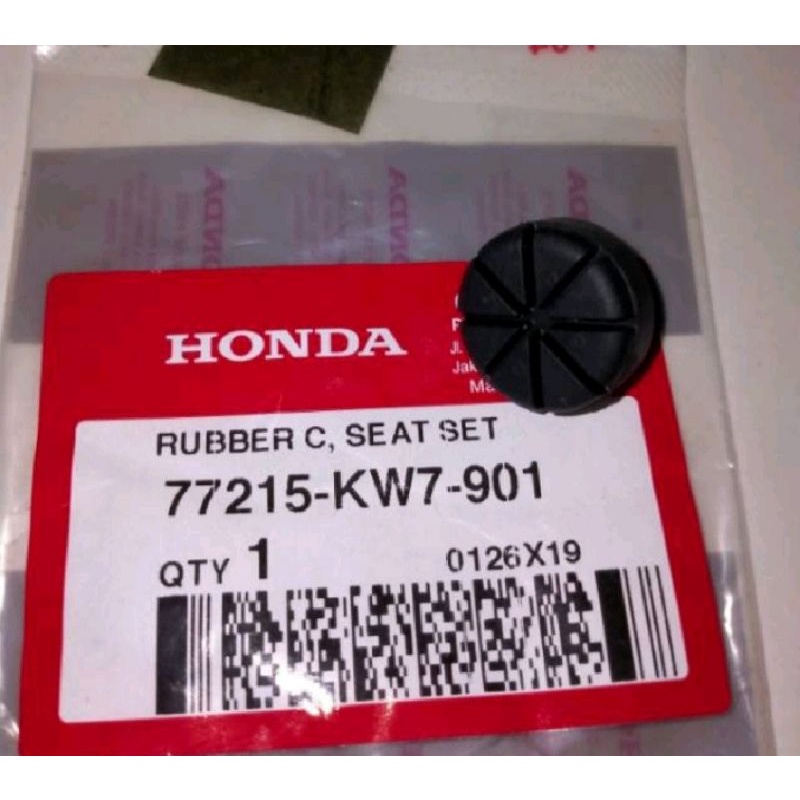 HONDA
RUBBER C, SEAT SET
77215-KW7-901
QTY 1
0126X19